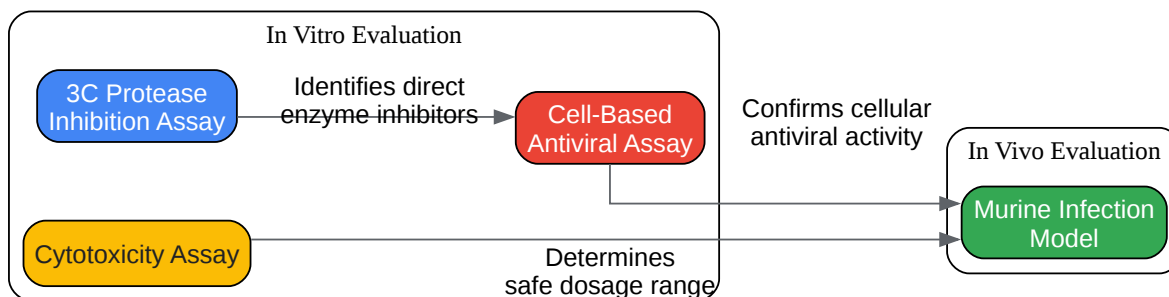 In Vitro Evaluation
3C Protease
Inhibition Assay
Identifies direct
enzyme inhibitors
Cell-Based
Antiviral Assay
Confirms cellular
antiviral activity
In Vivo Evaluation
Murine Infection
Model
Cytotoxicity Assay
Determines
safe dosage range